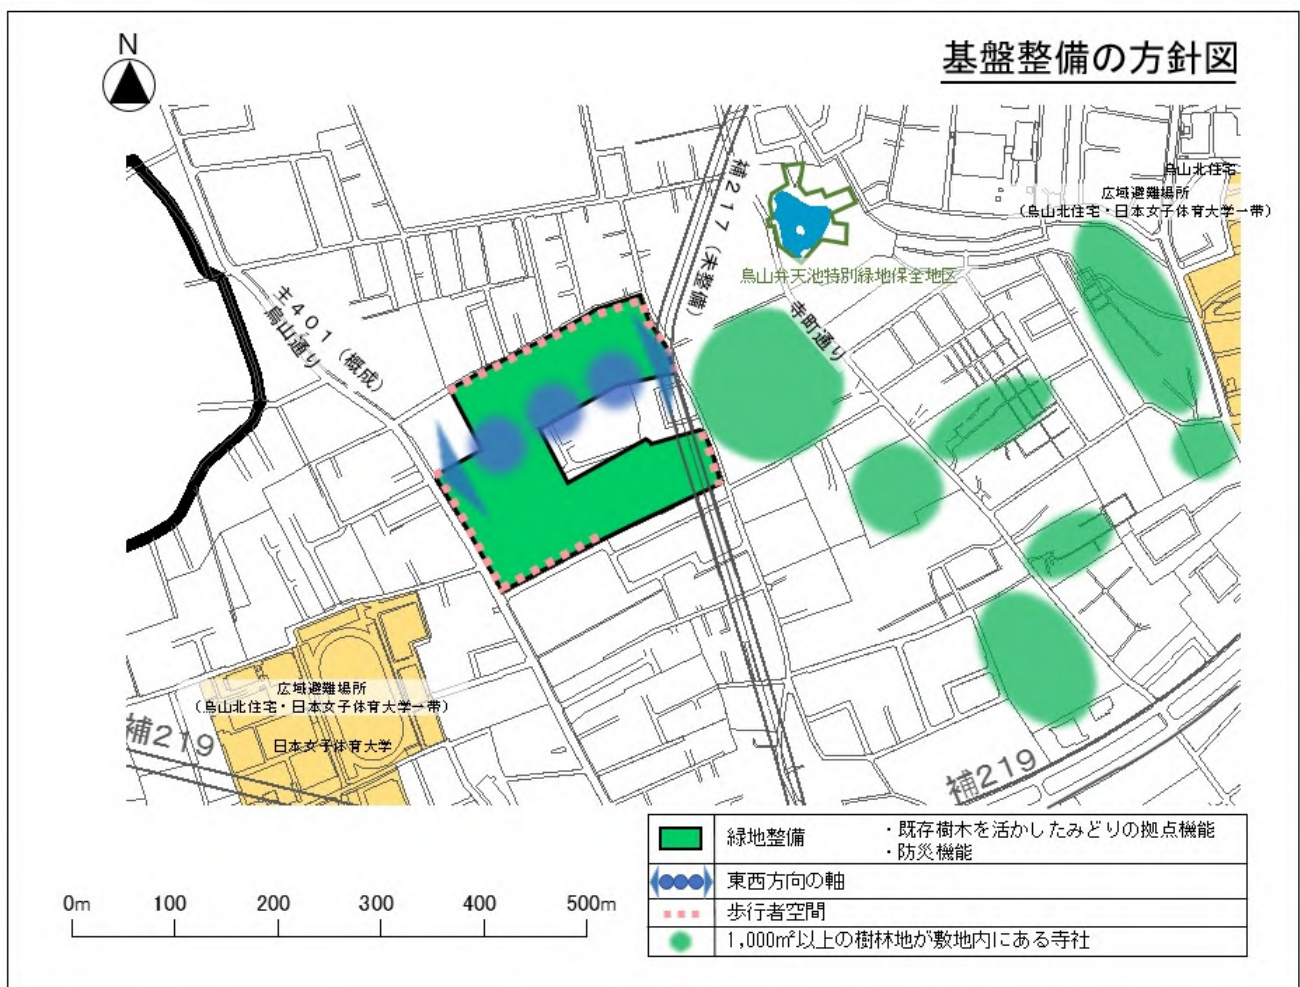 N
基盤整備の方針図
烏山北住宅
広域避難場所
（烏山北住宅・日本女子体育大学一帯）
補217（未整備）
烏山弁天池特別緑地保全地区
寺町通り
主401（概成）
烏山通り
広域避難場所
（烏山北住宅・日本女子体育大学一帯）
日本女子体育大学
補219
補219
緑地整備
・既存樹木を活かしたみどりの拠点機能
・防災機能
東西方向の軸
歩行者空間
1,000㎡以上の樹林地が敷地内にある寺社
0m 100 200 300 400 500m